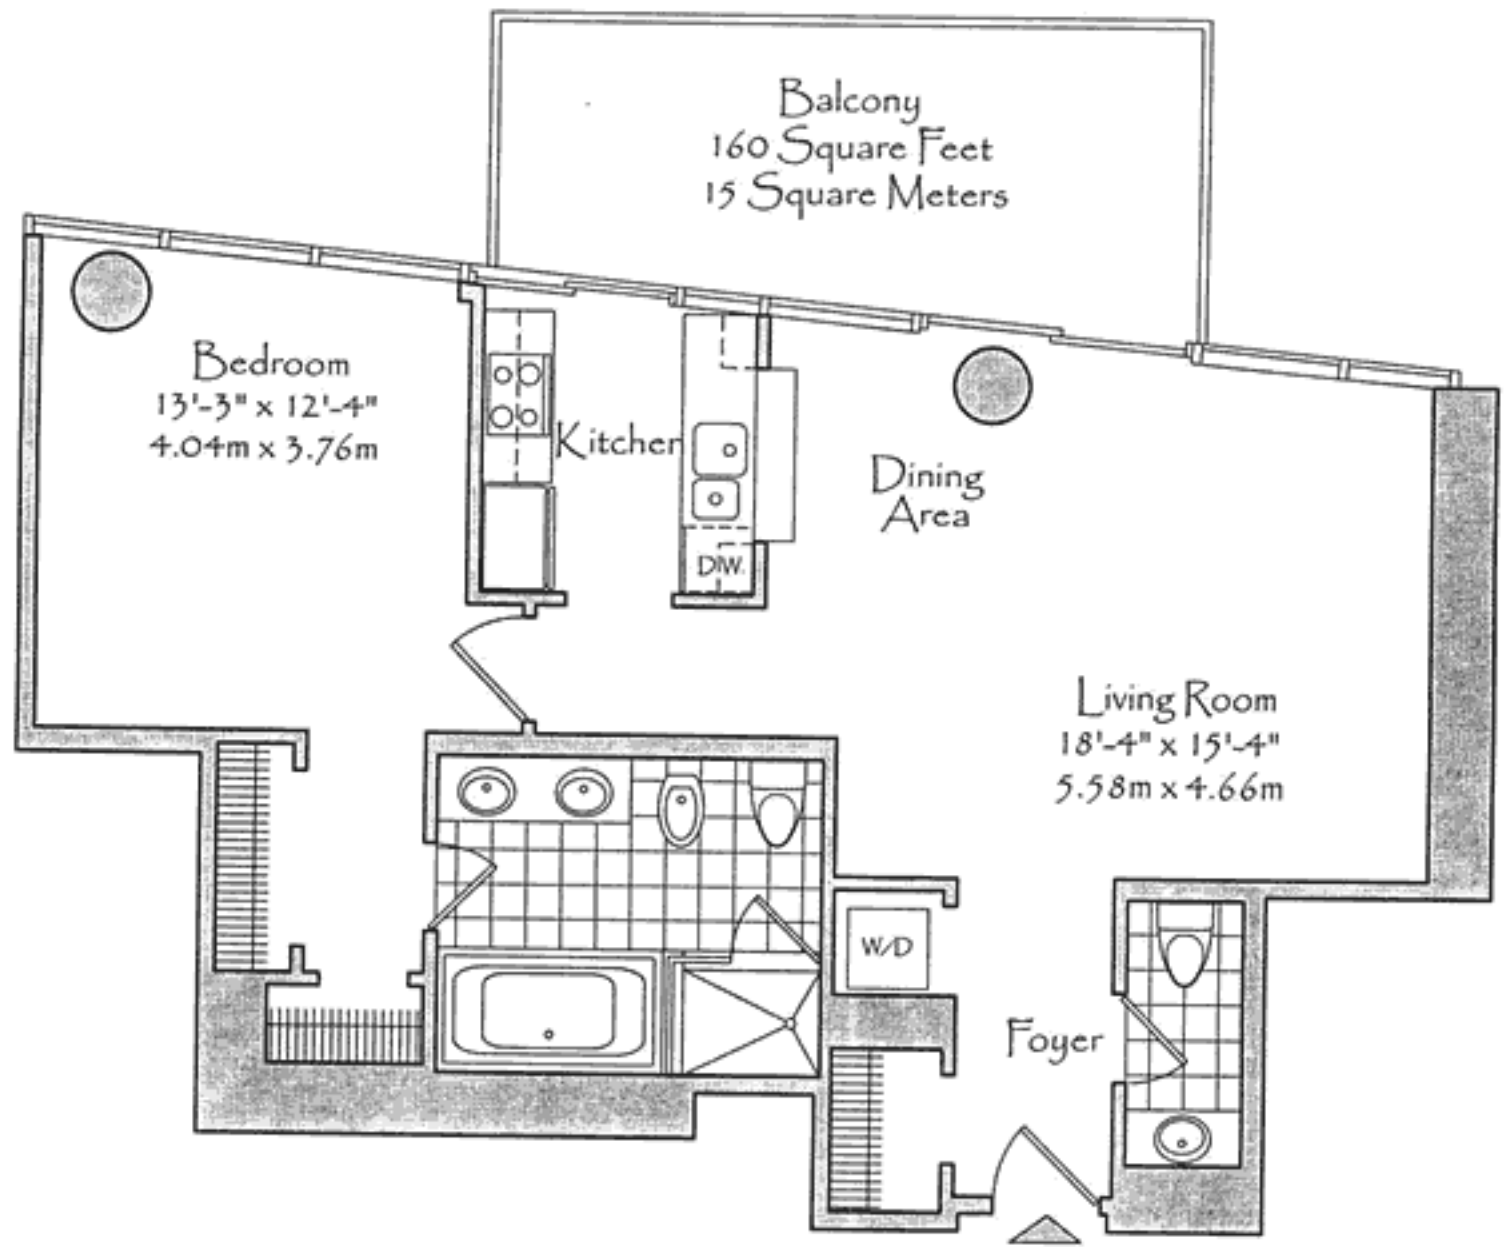 Balcony
160 Square Feet
15 Square Meters
Bedroom
13'-3" x 12'-4"
4.04m x 3.76m
Kitchen
Dining
Area
D.W.
Living Room
18'-4" x 15'-4"
5.58m x 4.66m
W/D
Foyer